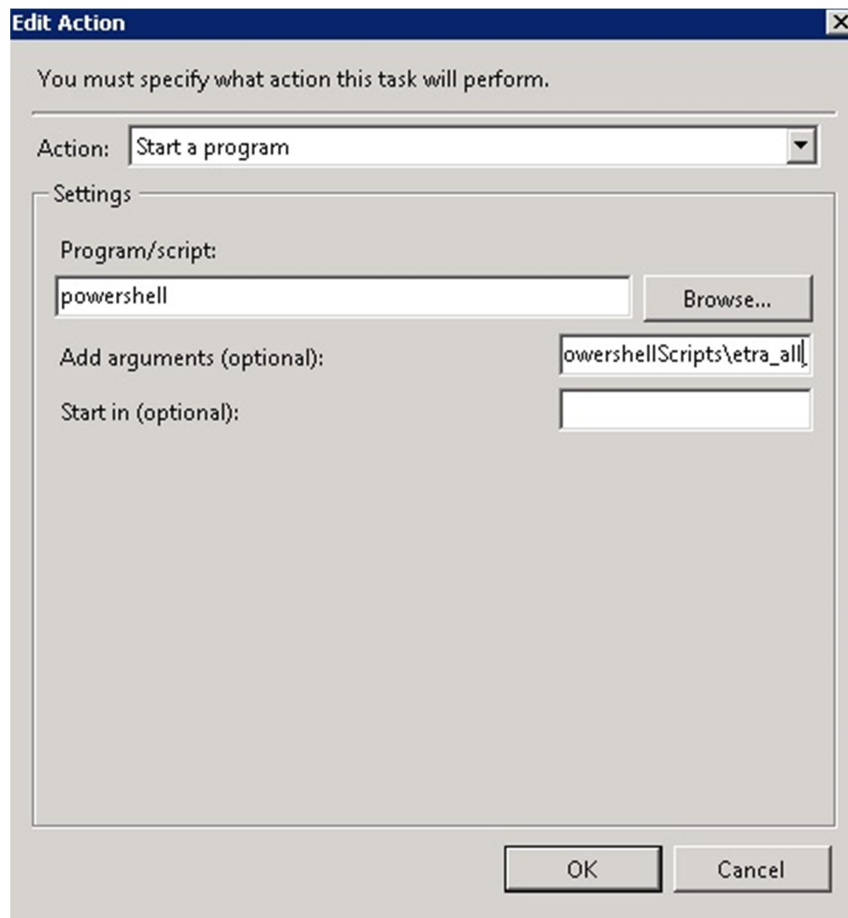 Edit Action
You must specify what action this task will perform.
Action: Start a program
Settings
Program/script:
powershell
Browse...
Add arguments (optional): owershellScripts\etra_all
Start in (optional):
OK Cancel